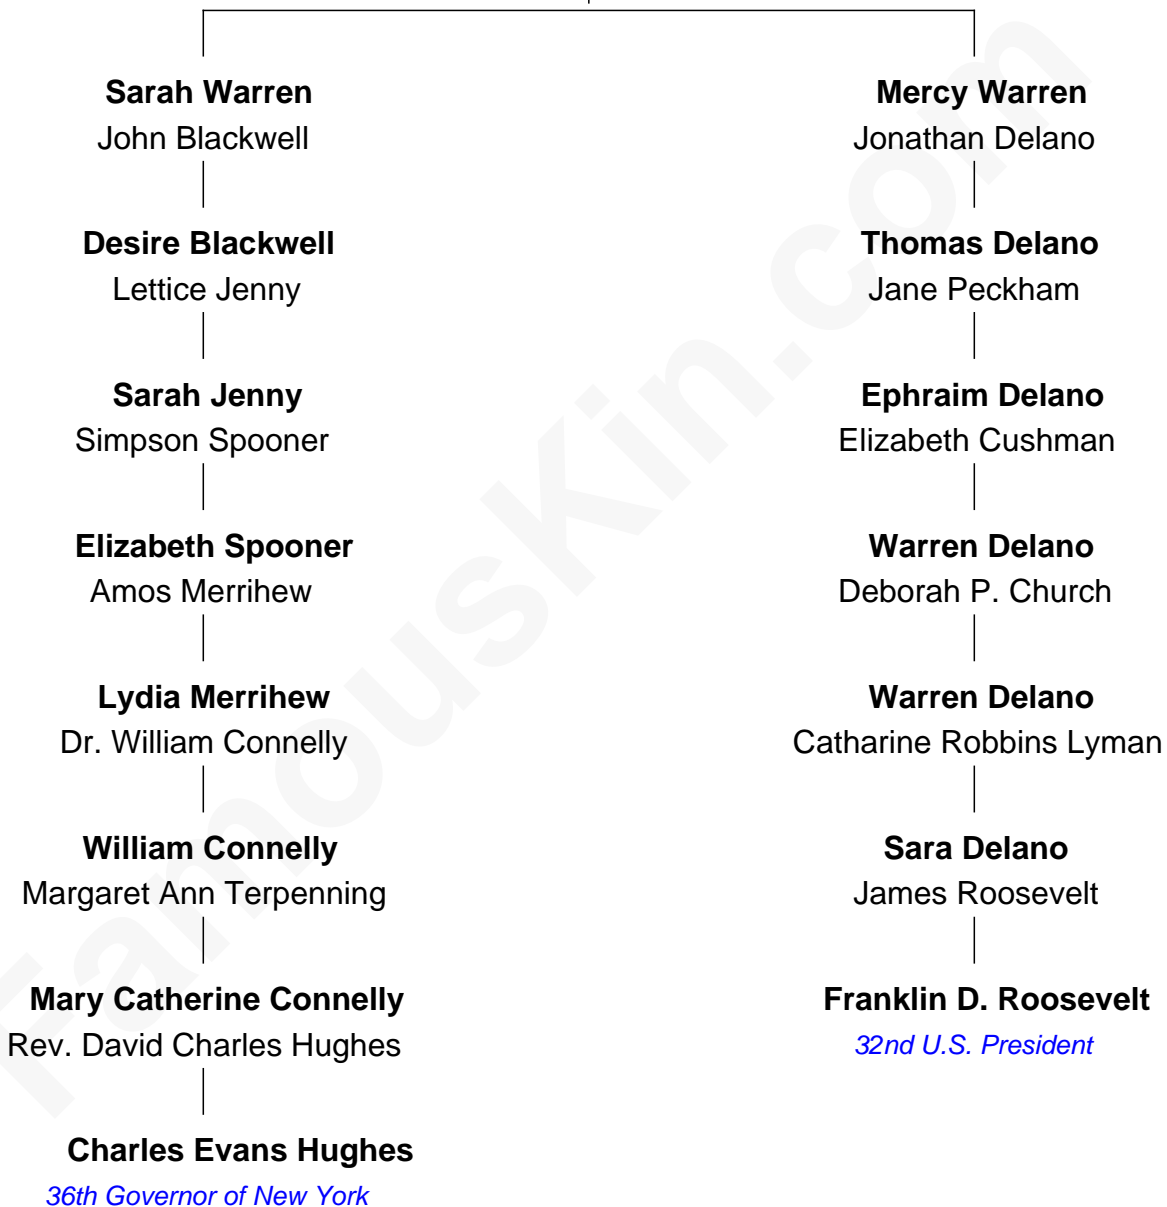 Sarah Warren
John Blackwell
Mercy Warren
Jonathan Delano
Desire Blackwell
Lettice Jenny
Thomas Delano
Jane Peckham
Sarah Jenny
Simpson Spooner
Ephraim Delano
Elizabeth Cushman
Elizabeth Spooner
Amos Merrihew
Warren Delano
Deborah P. Church
Lydia Merrihew
Dr. William Connelly
Warren Delano
Catharine Robbins Lyman
William Connelly
Margaret Ann Terpenning
Sara Delano
James Roosevelt
Mary Catherine Connelly
Rev. David Charles Hughes
Franklin D. Roosevelt
32nd U.S. President
Charles Evans Hughes
36th Governor of New York
FamousKin.com